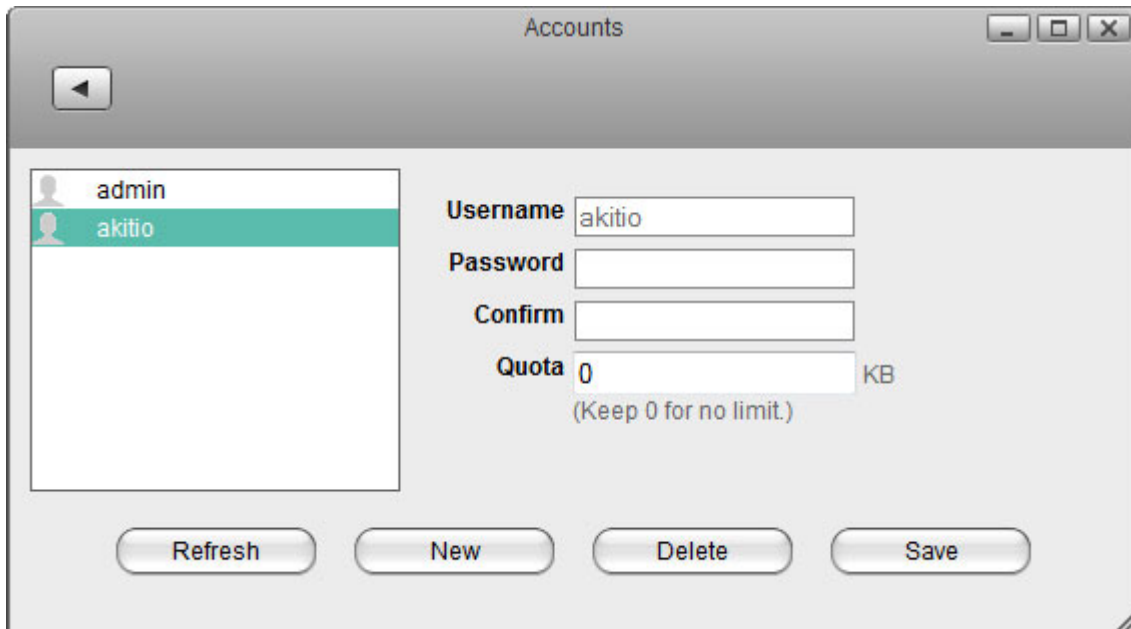 Accounts
admin
akitio
Username akitio
Password
Confirm
Quota 0 KB
(Keep 0 for no limit.)
Refresh New Delete Save